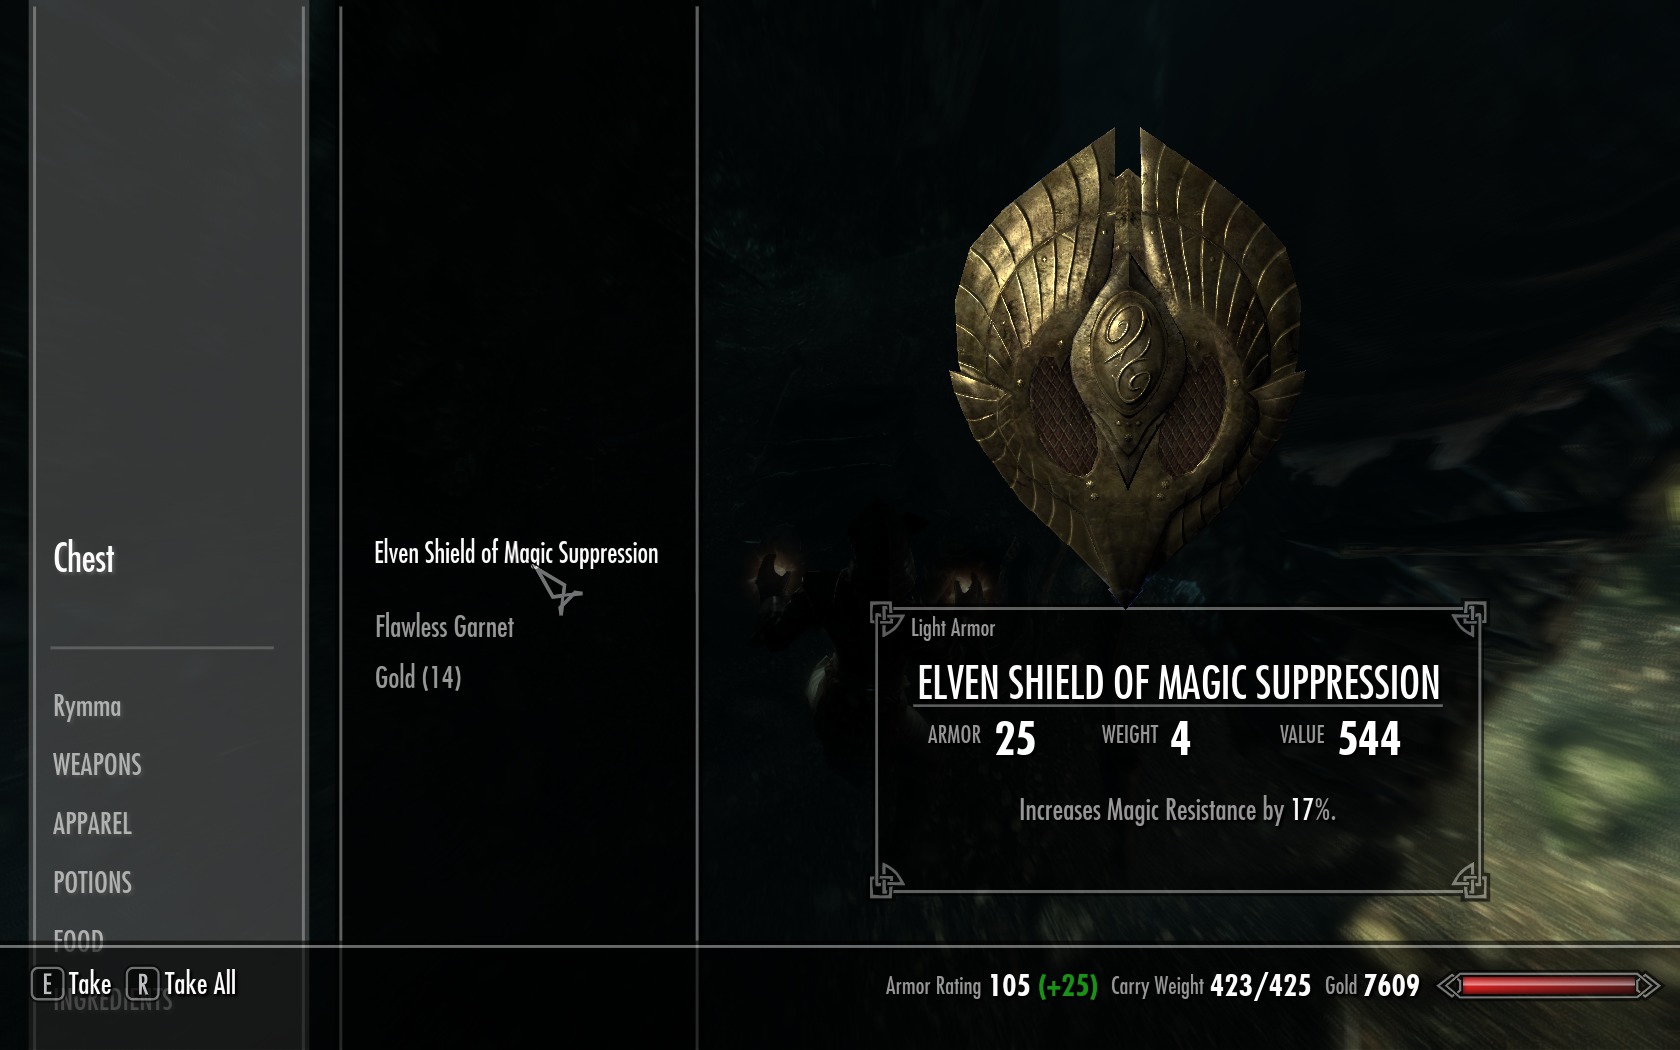 Chest
Rymma
WEAPONS
APPAREL
POTIONS
FOOD
INGREDIENTS
Elven Shield of Magic Suppression
Flawless Garnet
Gold (14)
Light Armor
ELVEN SHIELD OF MAGIC SUPPRESSION
ARMOR 25 WEIGHT 4 VALUE 544
Increases Magic Resistance by 17%.
E Take R Take All
Armor Rating 105 (+25) Carry Weight 423/425 Gold 7609